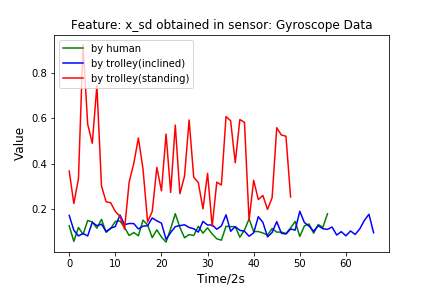 Feature: x_sd obtained in sensor: Gyroscope Data
by human
by trolley(inclined)
by trolley(standing)
Value
0.8
0.6
0.4
0.2
0 10 20 30 40 50 60
Time/2s